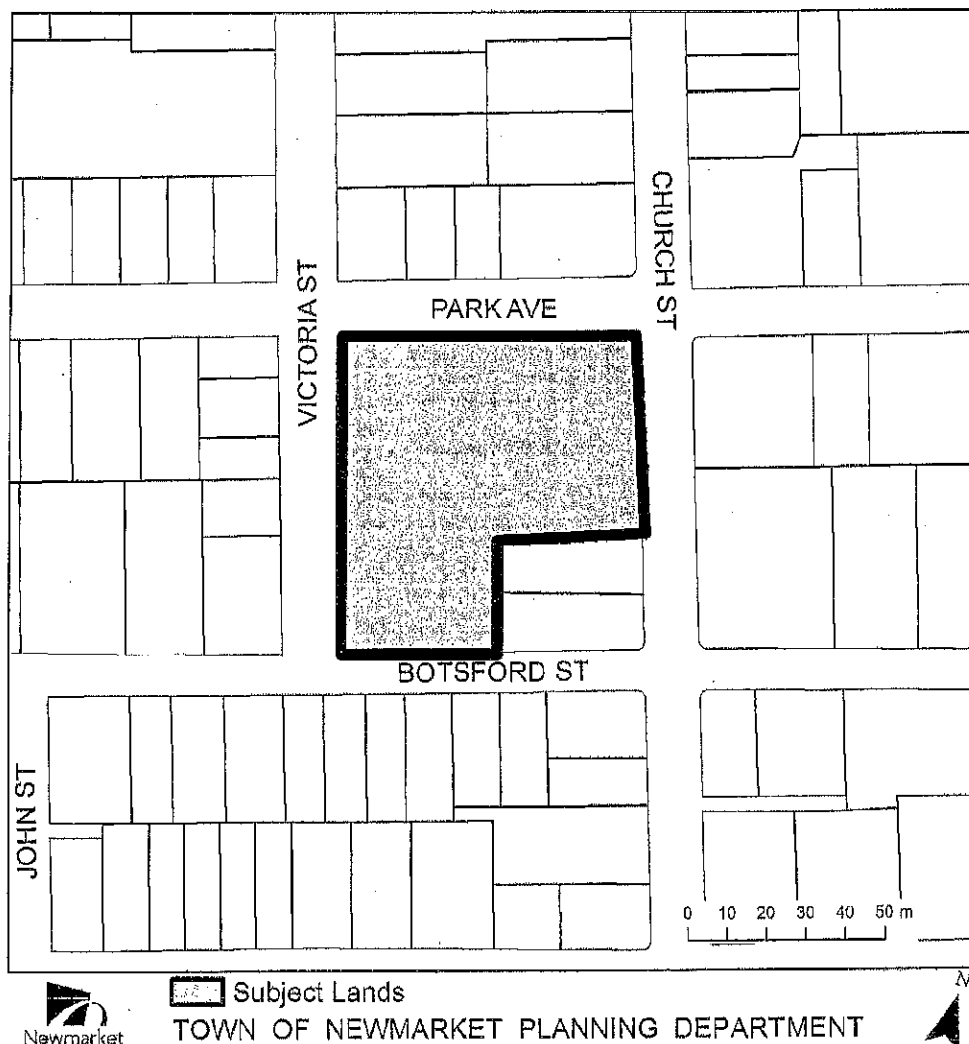 CHURCH ST
VICTORIA ST
PARK AVE
BOTSFORD ST
JOHN ST
0 10 20 30 40 50 m
N
Newmarket
Subject Lands
TOWN OF NEWMARKET PLANNING DEPARTMENT